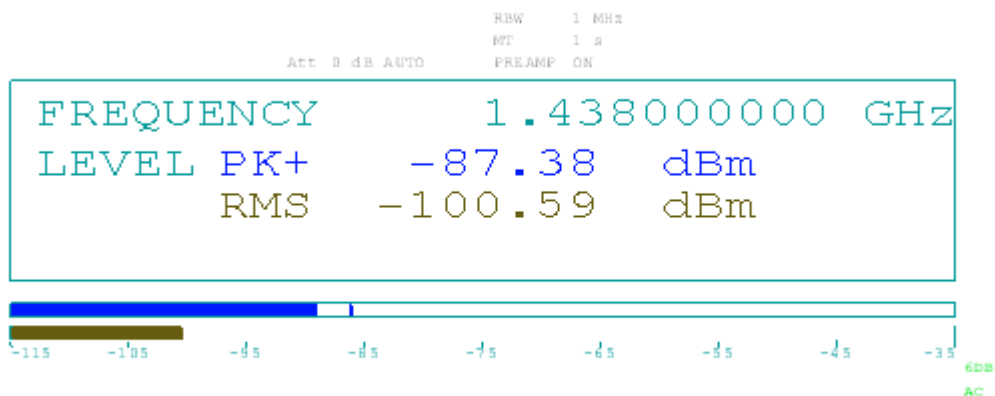 RBW 1 MHz
MT 1 s
Att 0 dB AUTO PREAMP ON
FREQUENCY 1.438000000 GHz
LEVEL PK+ -87.38 dBm
RMS -100.59 dBm
-115 -105 -95 -85 -75 -65 -55 -45 -35
6DB
AC